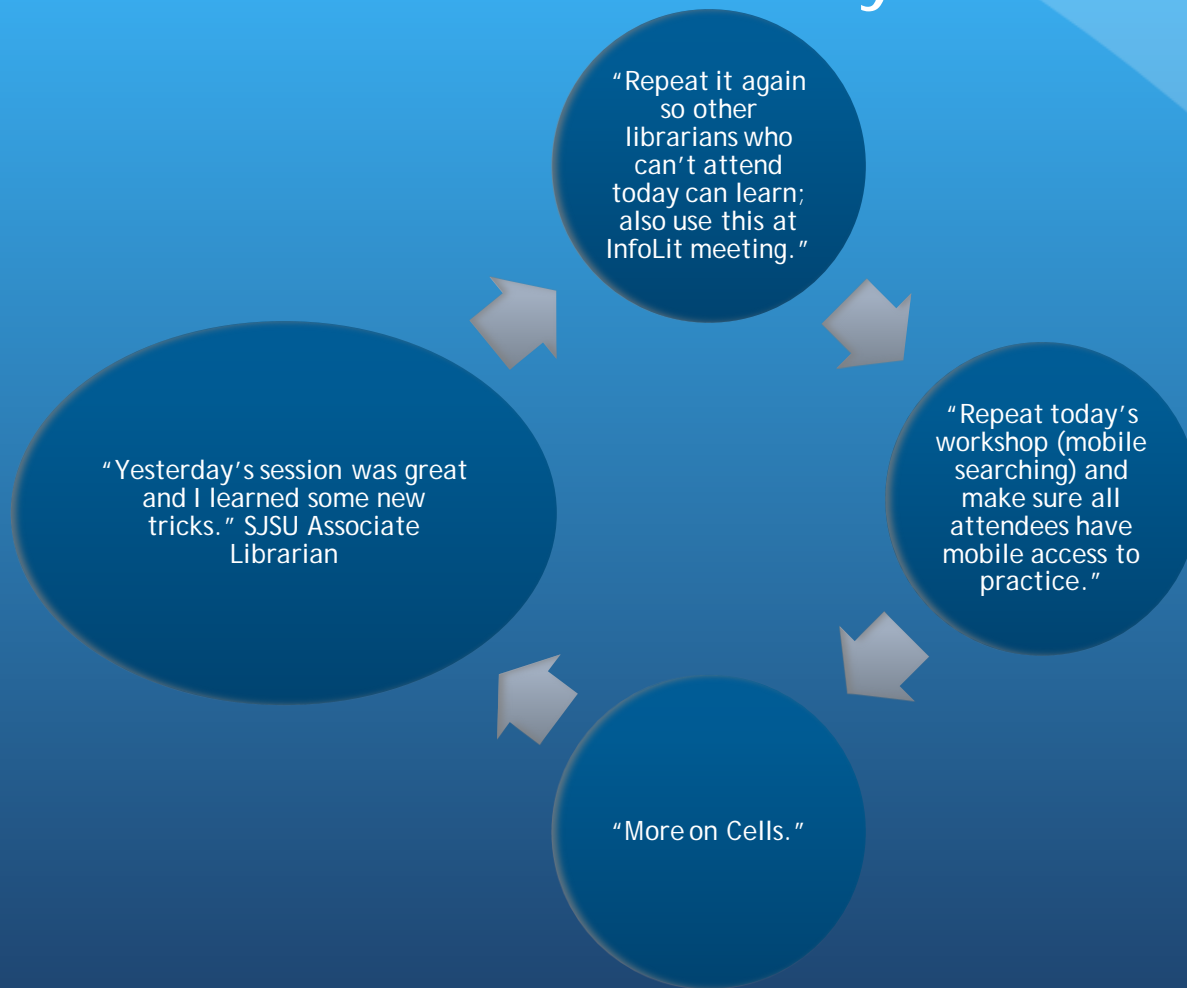 “Repeat it again
so other
librarians who
can’t attend
today can learn;
also use this at
InfoLit meeting.”
“Repeat today’s
workshop (mobile
searching) and
make sure all
attendees have
mobile access to
practice.”
“More on Cells.”
“Yesterday’s session was great
and I learned some new
tricks.” SJSU Associate
Librarian